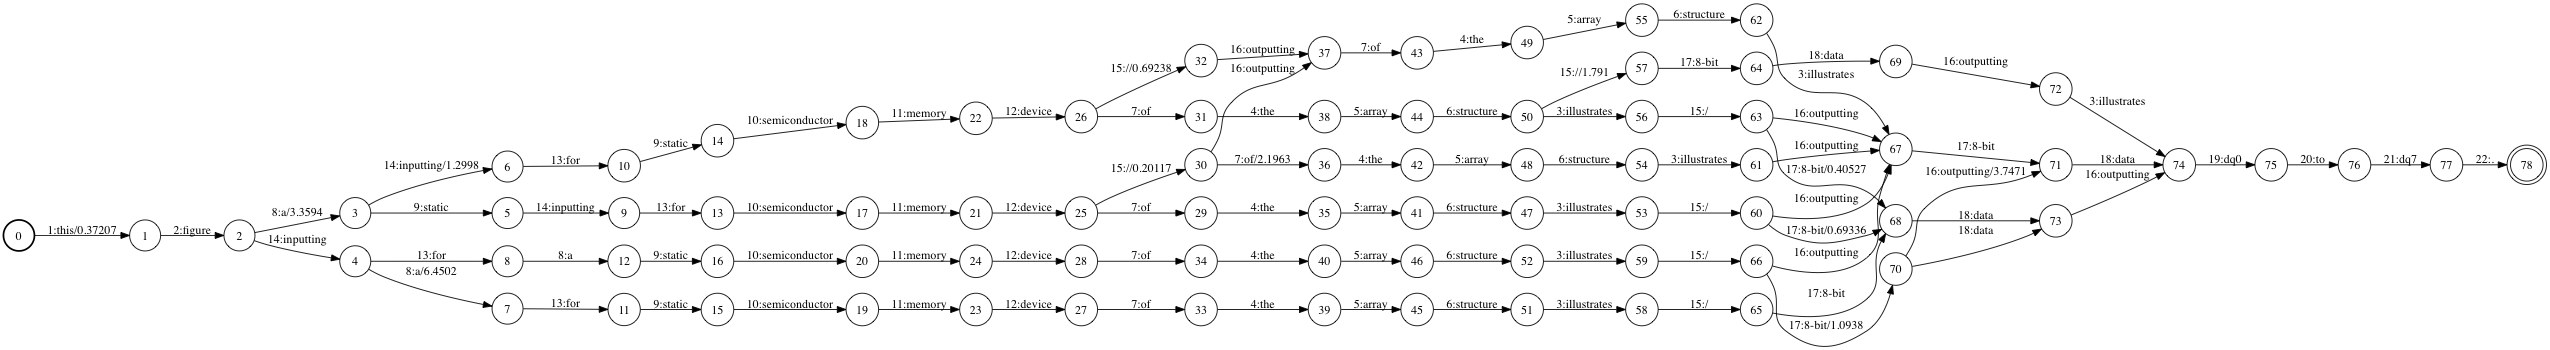 0 1:this/0.37207 1 2:figure 2
8:a/3.3594 3
14:inputting 4
14:inputting/1.2998 6 13:for 10 9:static 14 10:semiconductor 18 11:memory 22 12:device 26
9:static 5 14:inputting 9 13:for 13 10:semiconductor 17 11:memory 21 12:device 25
13:for 8 8:a 12 9:static 16 10:semiconductor 20 11:memory 24 12:device 28 7:of 34 4:the 40 5:array 46 6:structure 52 3:illustrates 59 15:/ 66
8:a/6.4502 7 13:for 11 9:static 15 10:semiconductor 19 11:memory 23 12:device 27 7:of 33 4:the 39 5:array 45 6:structure 51 3:illustrates 58 15:/ 65
15://0.69238 32 16:outputting 37 7:of 43 4:the 49 5:array 55 6:structure 62 3:illustrates
16:outputting
7:of 31 4:the 38 5:array 44 6:structure 50 3:illustrates 56 15:/ 63 16:outputting
15://1.791 57 17:8-bit 64 18:data 69 16:outputting 72 3:illustrates
15://0.20117 30 7:of/2.1963 36 4:the 42 5:array 48 6:structure 54 3:illustrates 61 16:outputting 67 17:8-bit 71 18:data 74 19:dq0 75 20:to 76 21:dq7 77 22:. 78
7:of 29 4:the 35 5:array 41 6:structure 47 3:illustrates 53 15:/ 60
17:8-bit/0.40527
16:outputting
17:8-bit/0.69336 68 18:data 73 16:outputting
16:outputting
17:8-bit
17:8-bit/1.0938 70 18:data
16:outputting/3.7471